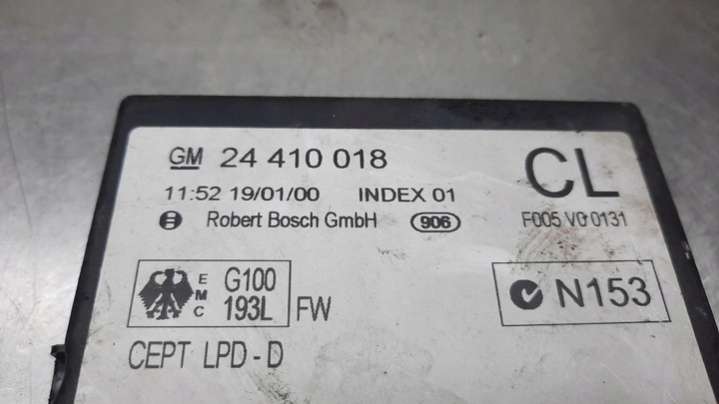 GM 24 410 018 CL
11:52 19/01/00 INDEX 01
Robert Bosch GmbH 906 F005 V0 0131
EMC G100 193L FW N153
CEPT LPD - D